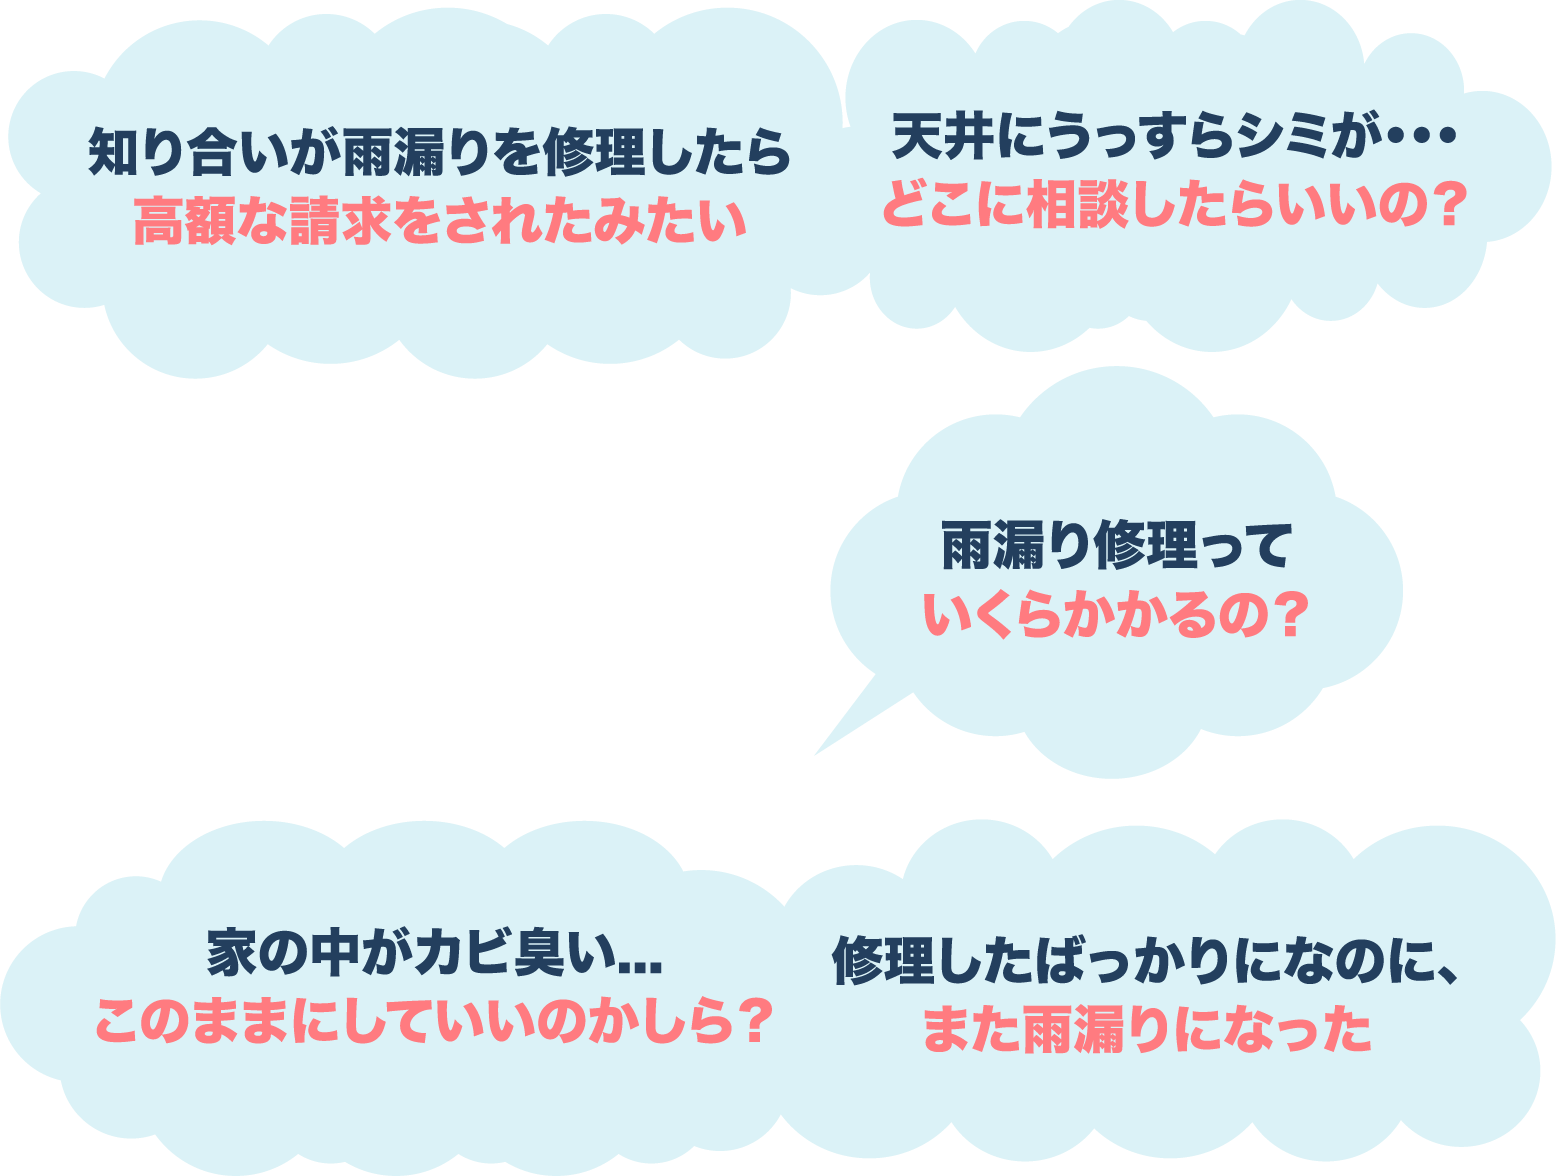 知り合いが雨漏りを修理したら
高額な請求をされたみたい
天井にうっすらシミが・・・
どこに相談したらいいの？
雨漏り修理って
いくらかかるの？
家の中がカビ臭い...
このままにしていいのかしら？
修理したばっかりになのに、
また雨漏りになった